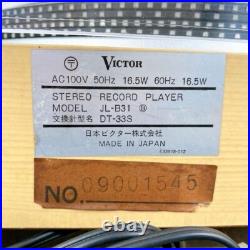 VICTOR
AC100V 50Hz 16.5W 60Hz 16.5W
STEREO RECORD PLAYER
MODEL JL-B31 Ⓑ
交換針型名 DT-33S
日本ビクター株式会社
MADE IN JAPAN
NO. 09001545